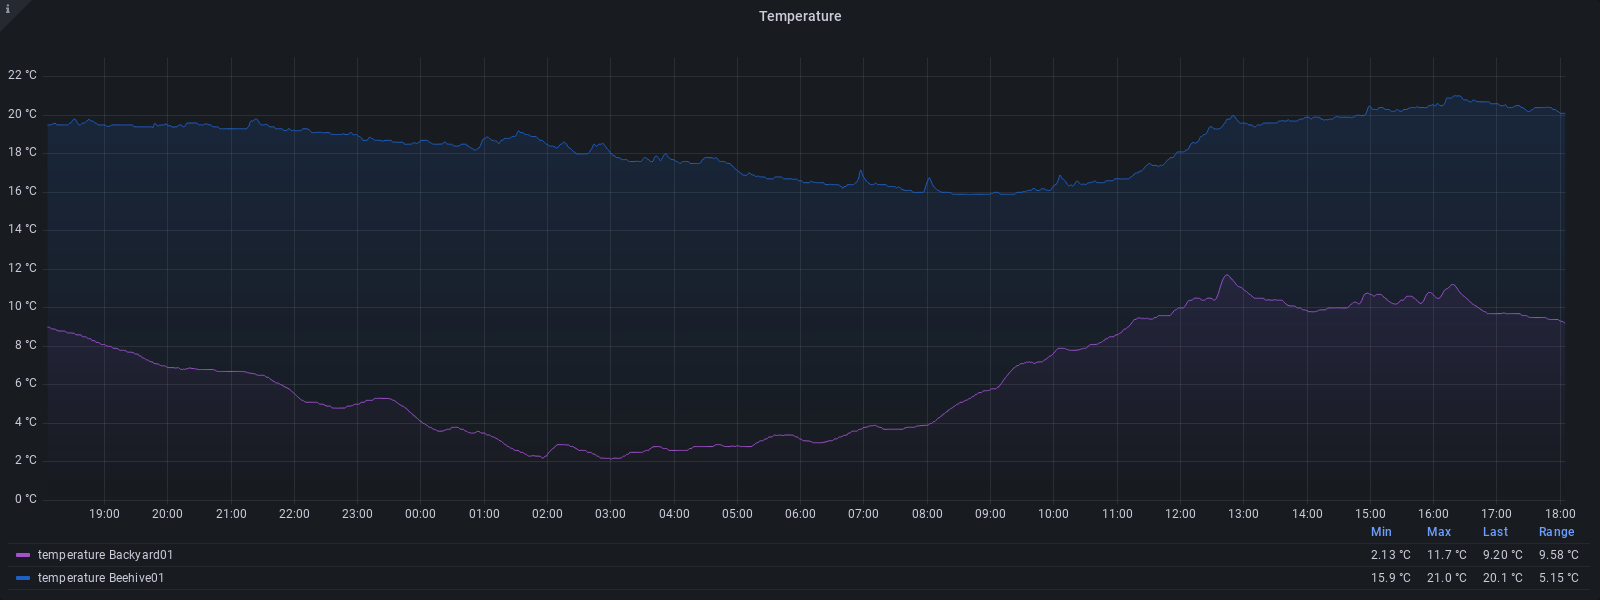 i
Temperature
22 °C
20 °C
18 °C
16 °C
14 °C
12 °C
10 °C
8 °C
6 °C
4 °C
2 °C
0 °C
19:00 20:00 21:00 22:00 23:00 00:00 01:00 02:00 03:00 04:00 05:00 06:00 07:00 08:00 09:00 10:00 11:00 12:00 13:00 14:00 15:00 16:00 17:00 18:00
Min Max Last Range
temperature Backyard01 2.13 °C 11.7 °C 9.20 °C 9.58 °C
temperature Beehive01 15.9 °C 21.0 °C 20.1 °C 5.15 °C